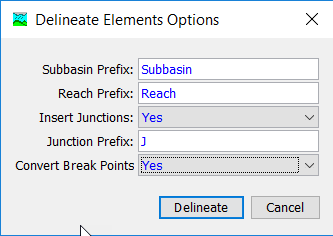 Delineate Elements Options
Subbasin Prefix: Subbasin
Reach Prefix: Reach
Insert Junctions: Yes
Junction Prefix: J
Convert Break Points Yes
Delineate Cancel